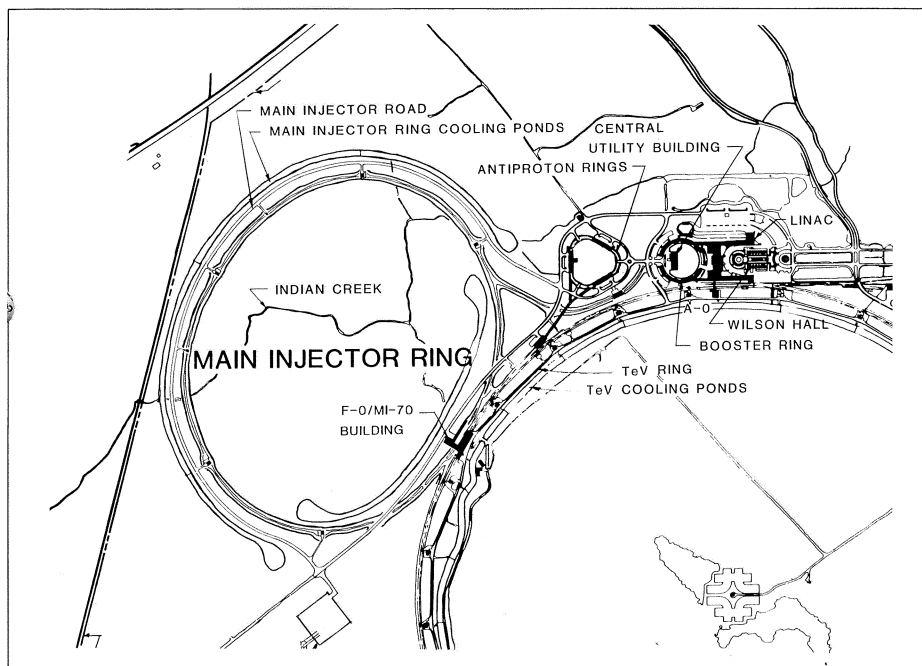 MAIN INJECTOR ROAD
MAIN INJECTOR RING COOLING PONDS
CENTRAL
UTILITY BUILDING
ANTIPROTON RINGS
LINAC
INDIAN CREEK
A-0
WILSON HALL
BOOSTER RING
MAIN INJECTOR RING
TeV RING
TeV COOLING PONDS
F-0/MI-70
BUILDING